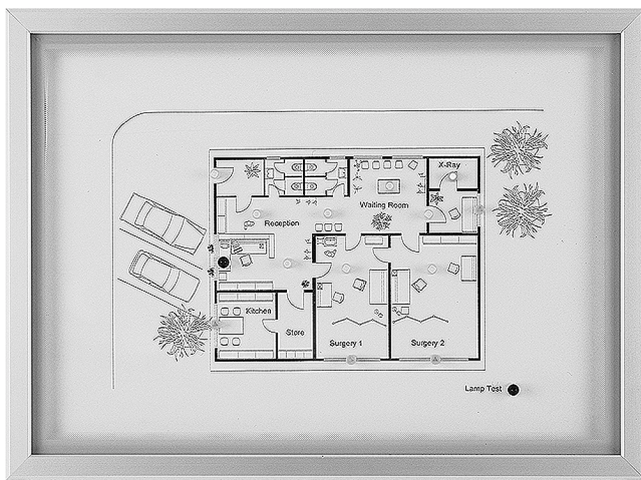 X-Ray
Waiting Room
Reception
Kitchen
Store
Surgery 1
Surgery 2
Lamp Test